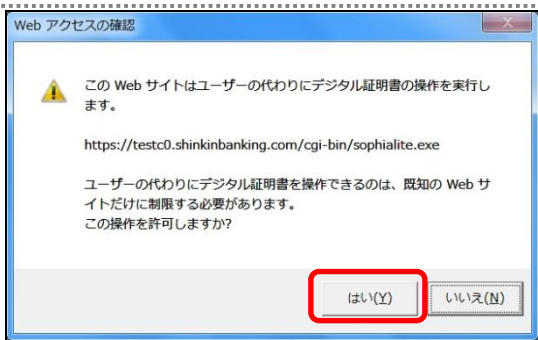 Web アクセスの確認
この Web サイトはユーザーの代わりにデジタル証明書の操作を実行し
ます。
https://testc0.shinkinbanking.com/cgi-bin/sophialite.exe
ユーザーの代わりにデジタル証明書を操作できるのは、既知の Web サ
イトだけに制限する必要があります。
この操作を許可しますか?
はい(Y) いいえ(N)